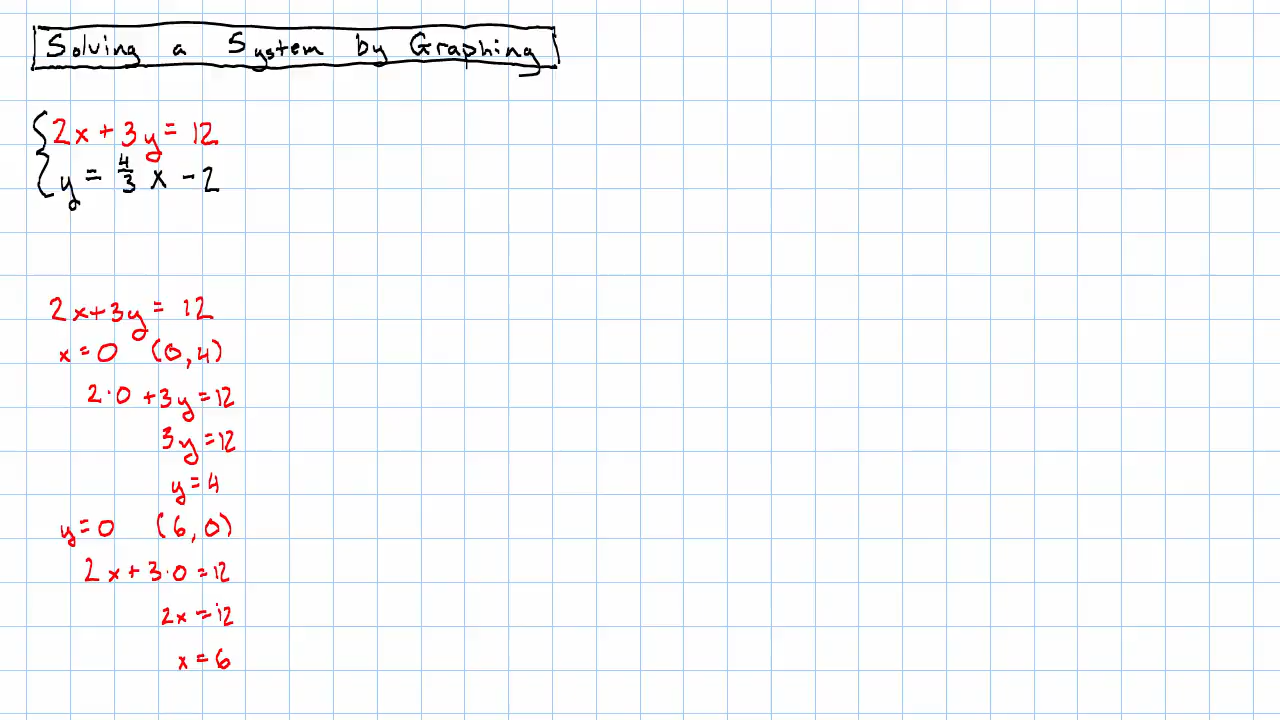 Solving a System by Graphing
2x + 3y = 12
y = 4/3 x - 2
2x+3y = 12
x = 0 (0,4)
2·0 +3y =12
3y =12
y = 4
y = 0 (6,0)
2x + 3·0 =12
2x =12
x = 6